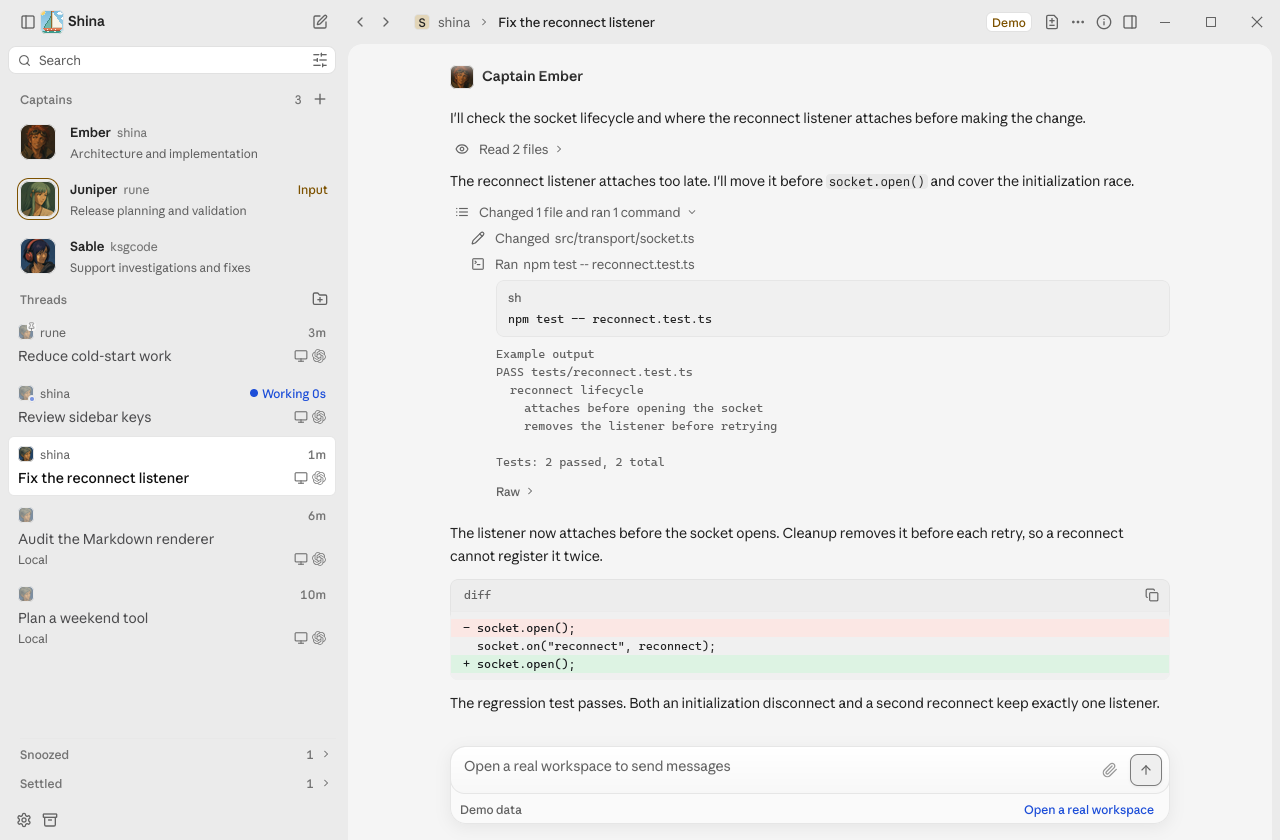 Shina
Search
Captains 3
Ember shina
Architecture and implementation
Juniper rune Input
Release planning and validation
Sable ksgcode
Support investigations and fixes
Threads
rune 3m
Reduce cold-start work
shina Working 0s
Review sidebar keys
shina 1m
Fix the reconnect listener
6m
Audit the Markdown renderer
Local
10m
Plan a weekend tool
Local
Snoozed 1
Settled 1
S shina Fix the reconnect listener Demo
Captain Ember
I'll check the socket lifecycle and where the reconnect listener attaches before making the change.
Read 2 files
The reconnect listener attaches too late. I'll move it before socket.open() and cover the initialization race.
Changed 1 file and ran 1 command
Changed src/transport/socket.ts
Ran npm test -- reconnect.test.ts
sh
npm test -- reconnect.test.ts
Example output
PASS tests/reconnect.test.ts
reconnect lifecycle
attaches before opening the socket
removes the listener before retrying
Tests: 2 passed, 2 total
Raw
The listener now attaches before the socket opens. Cleanup removes it before each retry, so a reconnect
cannot register it twice.
diff
- socket.open();
socket.on("reconnect", reconnect);
+ socket.open();
The regression test passes. Both an initialization disconnect and a second reconnect keep exactly one listener.
Open a real workspace to send messages
Demo data Open a real workspace